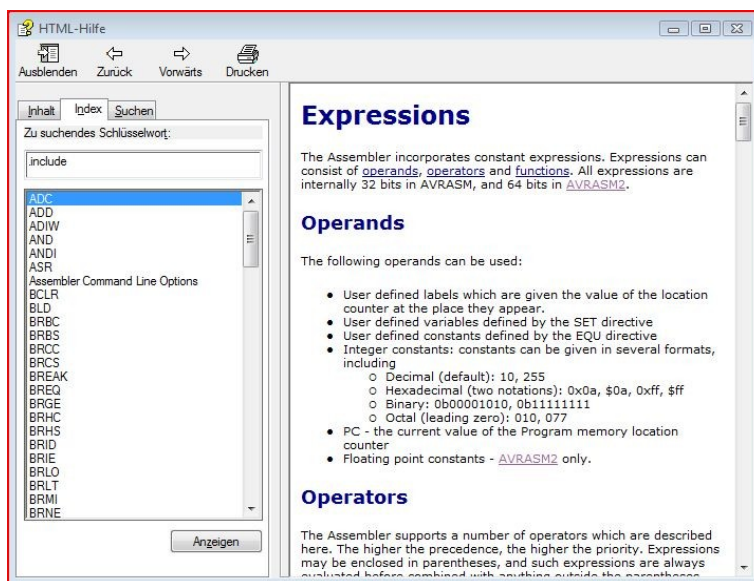 HTML-Hilfe
Ausblenden Zurück Vorwärts Drucken
Inhalt Index Suchen
Zu suchendes Schlüsselwort:
.include
ADC
ADD
ADIW
AND
ANDI
ASR
Assembler Command Line Options
BCLR
BLD
BRBC
BRBS
BRCC
BRCS
BREAK
BREQ
BRGE
BRHC
BRHS
BRID
BRIE
BRLO
BRLT
BRMI
BRNE
Anzeigen
Expressions
The Assembler incorporates constant expressions. Expressions can
consist of operands, operators and functions. All expressions are
internally 32 bits in AVRASM, and 64 bits in AVRASM2.
Operands
The following operands can be used:
• User defined labels which are given the value of the location
counter at the place they appear.
• User defined variables defined by the SET directive
• User defined constants defined by the EQU directive
• Integer constants: constants can be given in several formats,
including
o Decimal (default): 10, 255
o Hexadecimal (two notations): 0x0a, $0a, 0xff, $ff
o Binary: 0b00001010, 0b11111111
o Octal (leading zero): 010, 077
• PC - the current value of the Program memory location
counter
• Floating point constants - AVRASM2 only.
Operators
The Assembler supports a number of operators which are described
here. The higher the precedence, the higher the priority. Expressions
may be enclosed in parentheses, and such expressions are always
evaluated before combined with anything outside the parentheses.